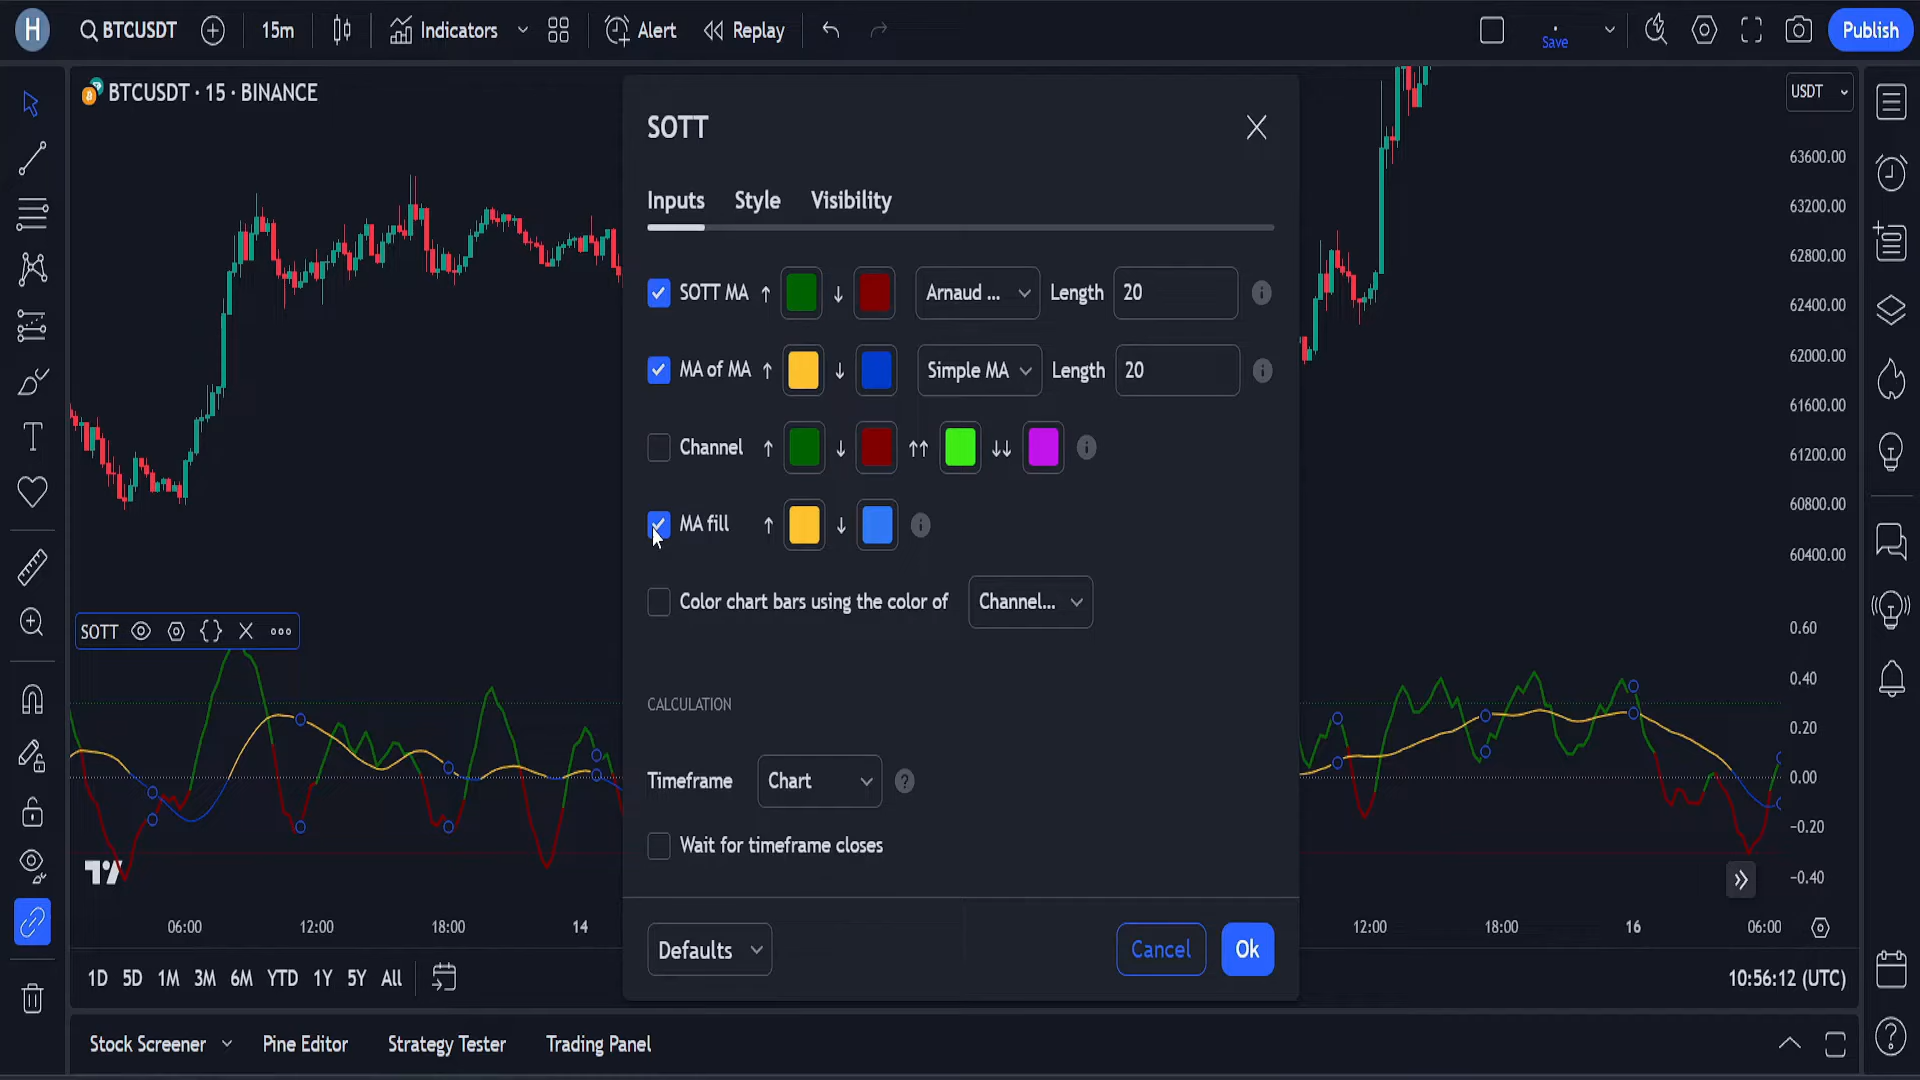 H
BTCUSDT
15m
Indicators
Alert
Replay
Save
Publish
BTCUSDT · 15 · BINANCE
USDT
63600.00
63200.00
62800.00
62400.00
62000.00
61600.00
61200.00
60800.00
60400.00
0.60
0.40
0.20
0.00
−0.20
−0.40
SOTT
SOTT
Inputs Style Visibility
SOTT MA ↑ ↓ Arnaud ... Length 20
MA of MA ↑ ↓ Simple MA Length 20
Channel ↑ ↓ ↑↑ ↓↓
MA fill ↑ ↓
Color chart bars using the color of Channel...
CALCULATION
Timeframe Chart
Wait for timeframe closes
Defaults Cancel Ok
06:00 12:00 18:00 14 12:00 18:00 16 06:00
1D 5D 1M 3M 6M YTD 1Y 5Y All
10:56:12 (UTC)
Stock Screener Pine Editor Strategy Tester Trading Panel